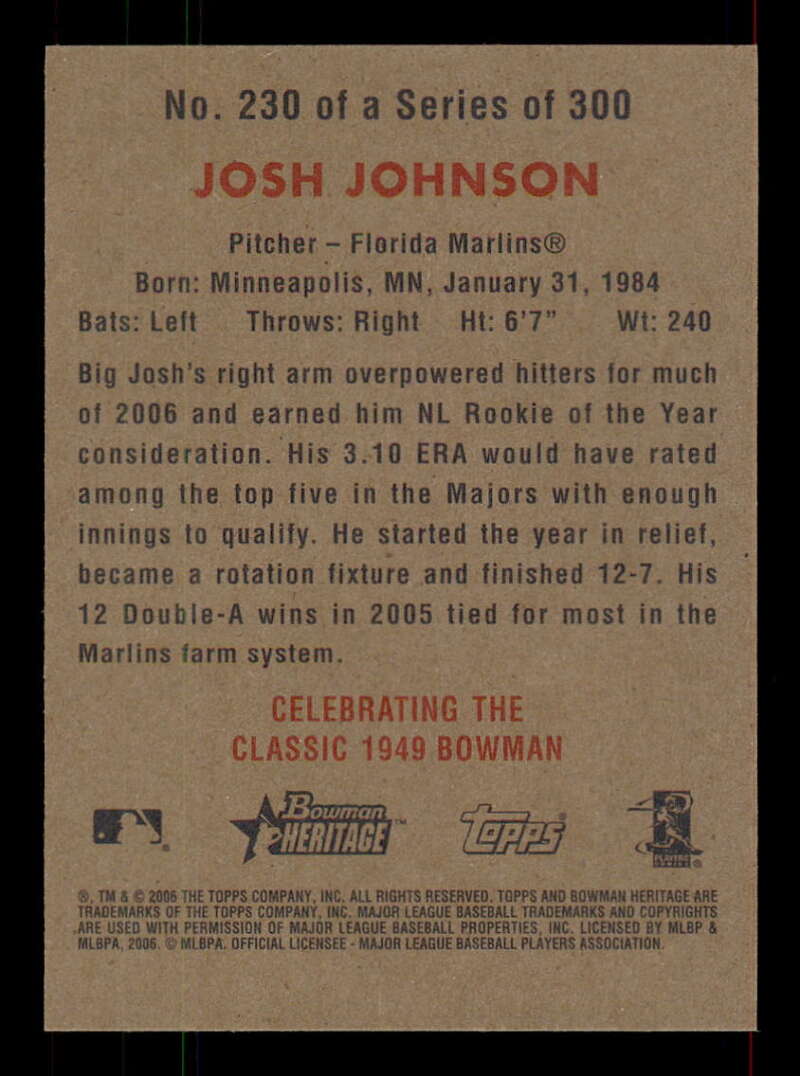 No. 230 of a Series of 300
JOSH JOHNSON
Pitcher – Florida Marlins®
Born: Minneapolis, MN, January 31, 1984
Bats: Left Throws: Right Ht: 6'7" Wt: 240
Big Josh's right arm overpowered hitters for much
of 2006 and earned him NL Rookie of the Year
consideration. His 3.10 ERA would have rated
among the top five in the Majors with enough
innings to qualify. He started the year in relief,
became a rotation fixture and finished 12-7. His
12 Double-A wins in 2005 tied for most in the
Marlins farm system.
CELEBRATING THE
CLASSIC 1949 BOWMAN
Bowman HERITAGE™
Topps
®, TM & © 2006 THE TOPPS COMPANY, INC. ALL RIGHTS RESERVED. TOPPS AND BOWMAN HERITAGE ARE
TRADEMARKS OF THE TOPPS COMPANY, INC. MAJOR LEAGUE BASEBALL TRADEMARKS AND COPYRIGHTS
ARE USED WITH PERMISSION OF MAJOR LEAGUE BASEBALL PROPERTIES, INC. LICENSED BY MLBP &
MLBPA, 2006. © MLBPA. OFFICIAL LICENSEE - MAJOR LEAGUE BASEBALL PLAYERS ASSOCIATION.